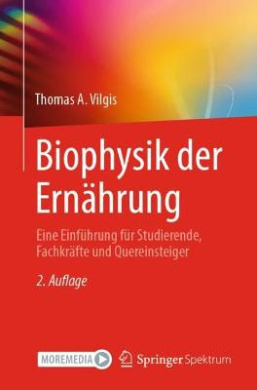 Thomas A. Vilgis
Biophysik der
Ernährung
Eine Einführung für Studierende,
Fachkräfte und Quereinsteiger
2. Auflage
MOREMEDIA
Springer Spektrum